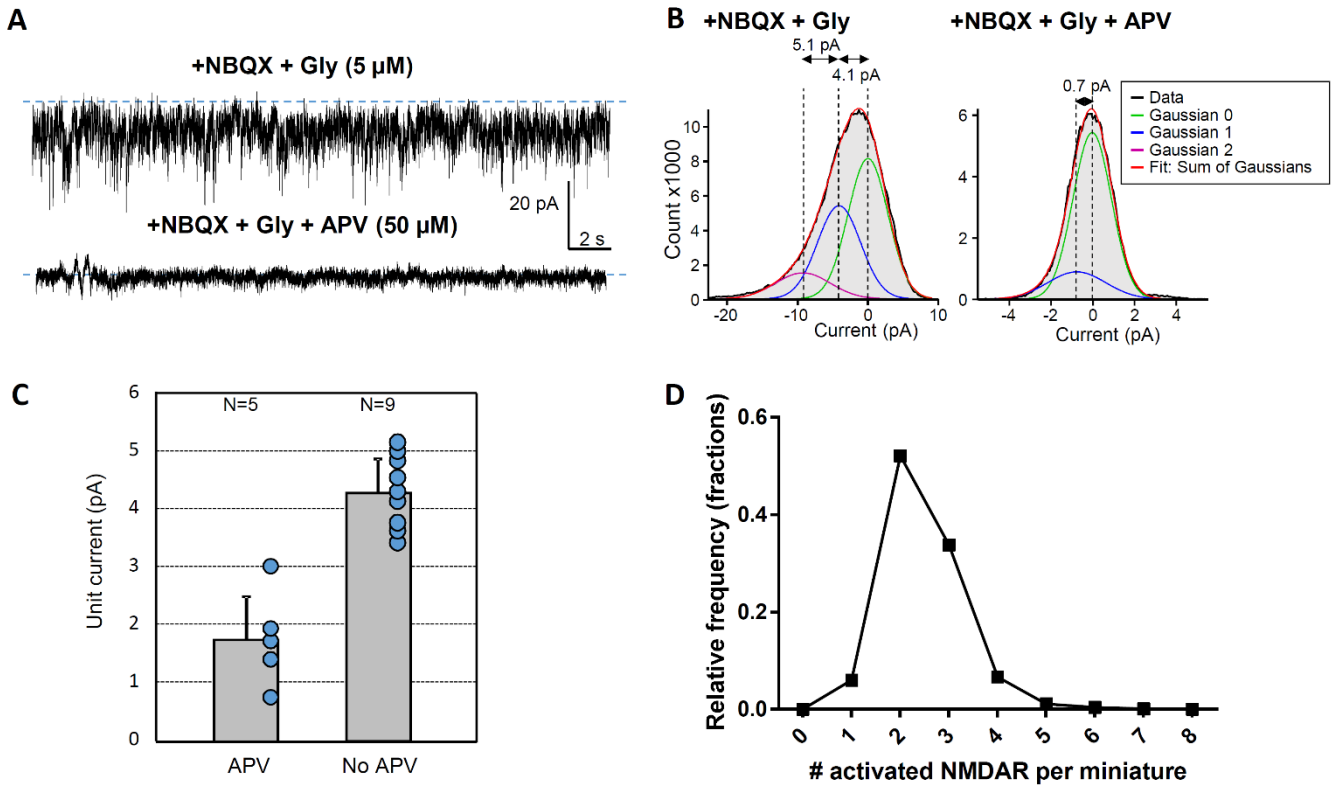 A
+NBQX + Gly (5 µM)
20 pA
2 s
+NBQX + Gly + APV (50 µM)
B
+NBQX + Gly
5.1 pA
4.1 pA
Count x1000
10
8
6
4
2
0
-20
-10
0
10
Current (pA)
+NBQX + Gly + APV
0.7 pA
6
4
2
0
-4
-2
0
2
4
Current (pA)
Data
Gaussian 0
Gaussian 1
Gaussian 2
Fit: Sum of Gaussians
C
Unit current (pA)
6
5
4
3
2
1
0
N=5
N=9
APV
No APV
D
Relative frequency (fractions)
0.6
0.4
0.2
0.0
0
1
2
3
4
5
6
7
8
# activated NMDAR per miniature